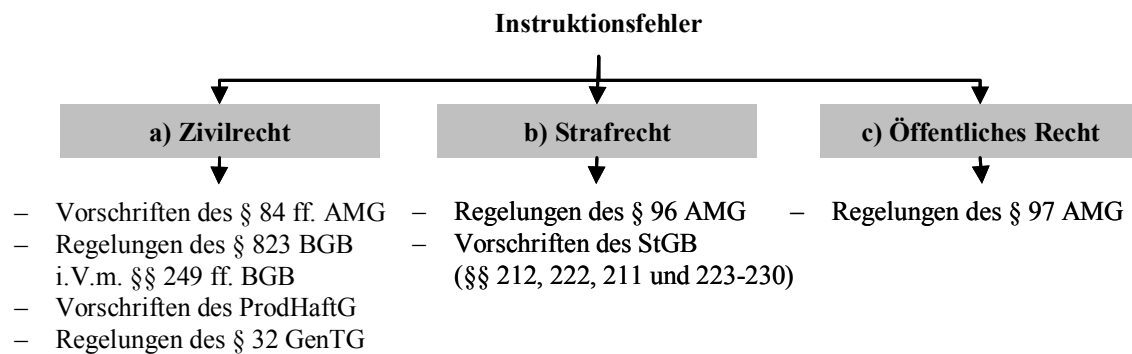 Instruktionsfehler
a) Zivilrecht
– Vorschriften des § 84 ff. AMG
– Regelungen des § 823 BGB
i.V.m. §§ 249 ff. BGB
– Vorschriften des ProdHaftG
– Regelungen des § 32 GenTG
b) Strafrecht
– Regelungen des § 96 AMG
– Vorschriften des StGB
(§§ 212, 222, 211 und 223-230)
c) Öffentliches Recht
– Regelungen des § 97 AMG